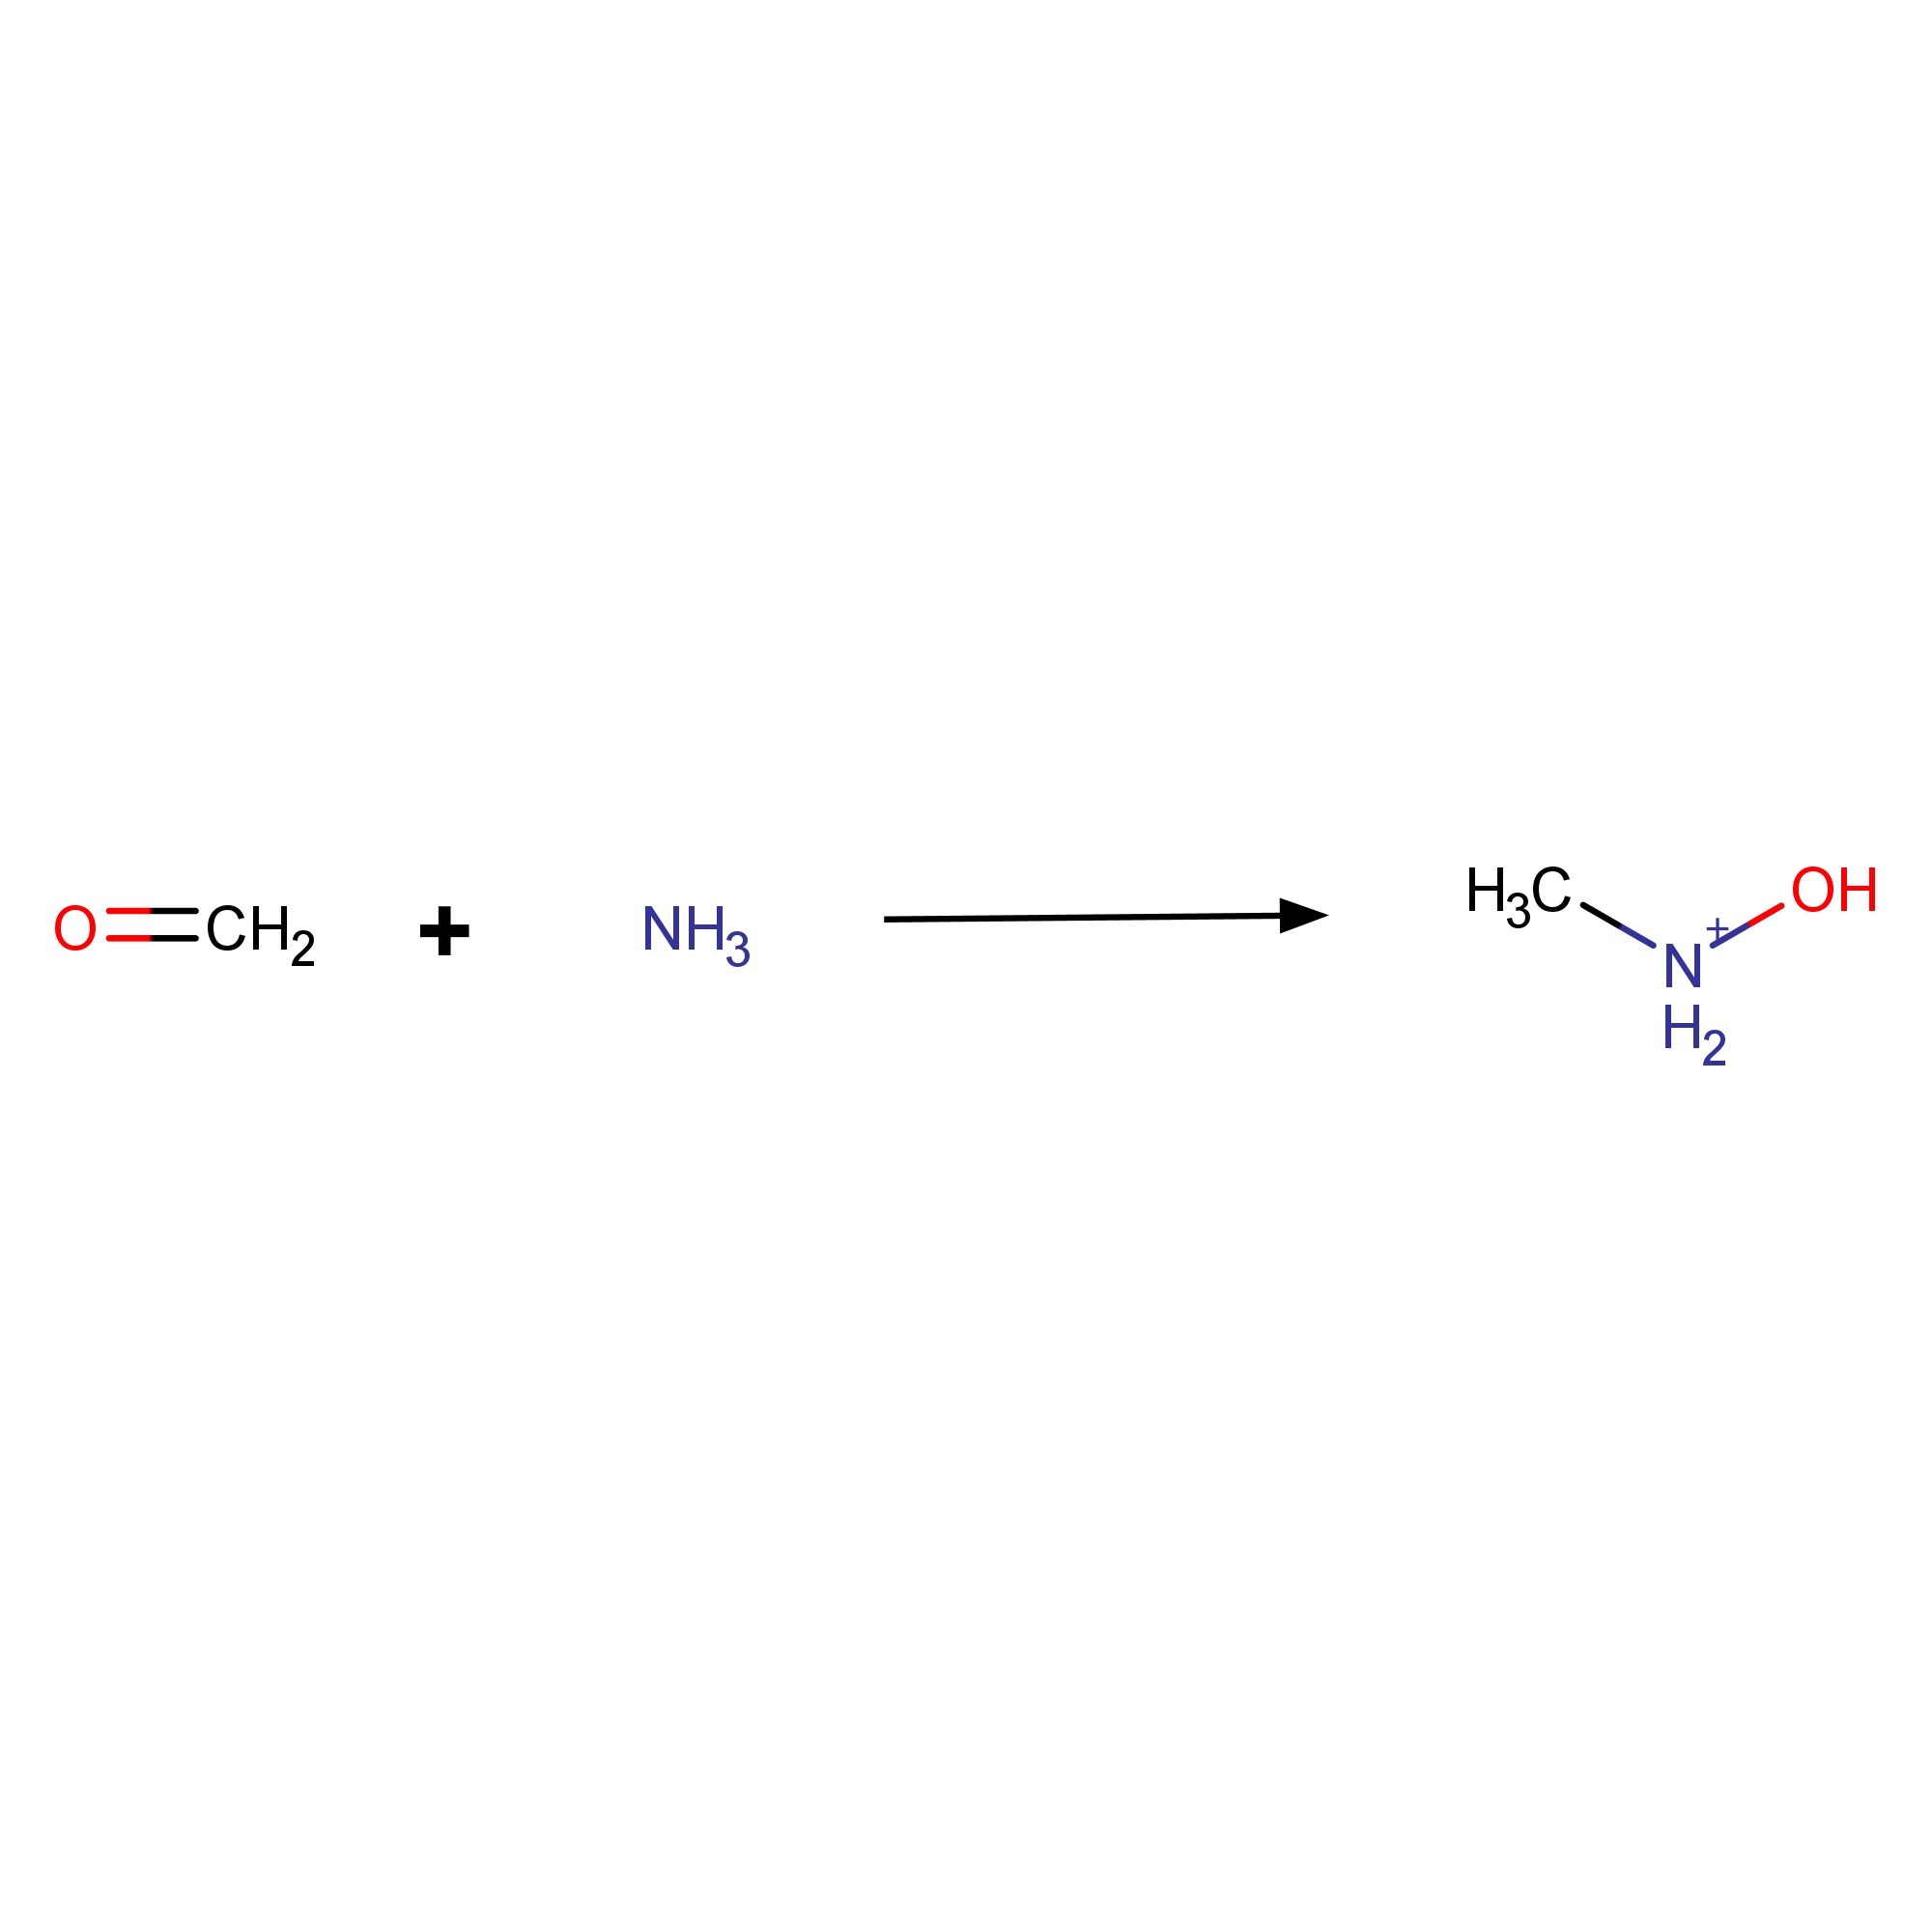 O=CH2 + NH3 → H3C OH
N+
H2